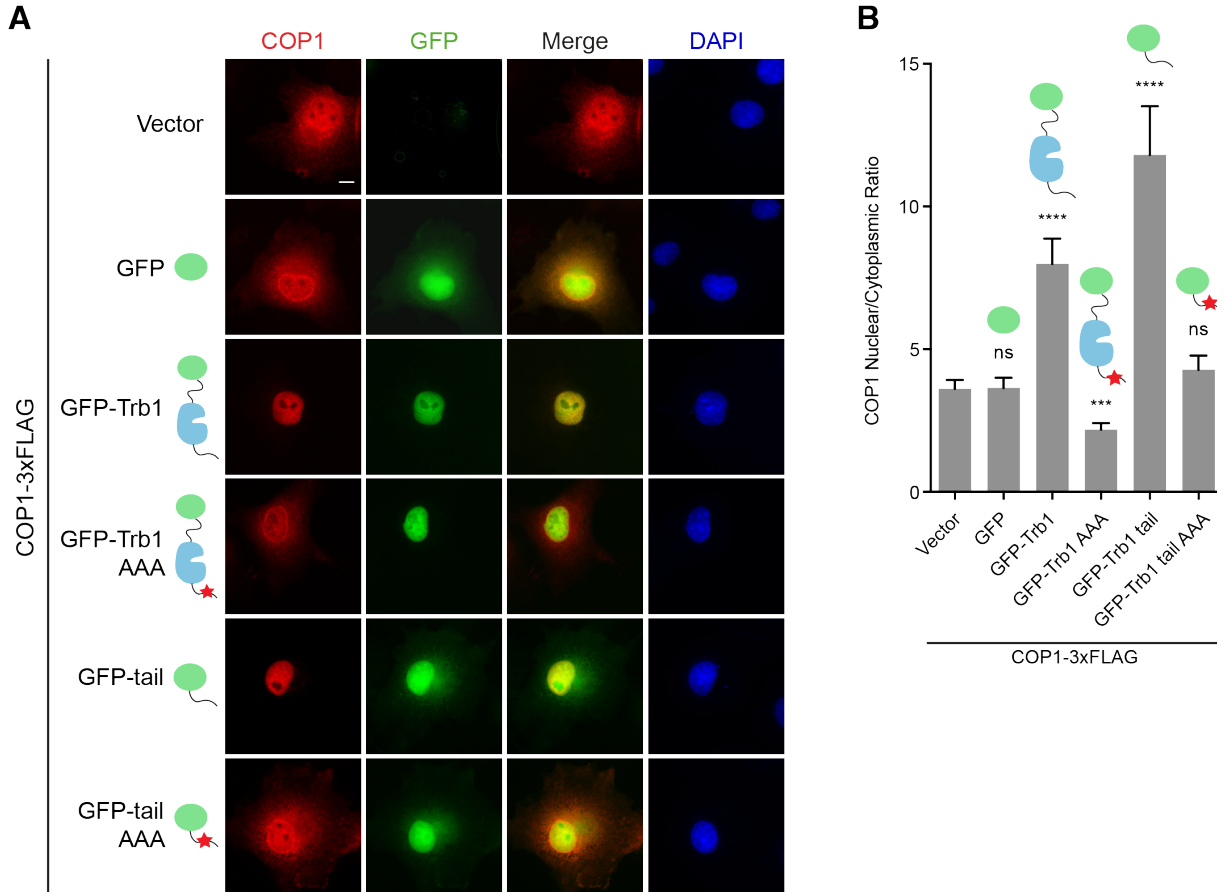 A
COP1
GFP
Merge
DAPI
COP1-3xFLAG
Vector
GFP
GFP-Trb1
GFP-Trb1
AAA
GFP-tail
GFP-tail
AAA
B
COP1 Nuclear/Cytoplasmic Ratio
15
10
5
0
ns
****
***
****
ns
Vector
GFP
GFP-Trb1
GFP-Trb1 AAA
GFP-Trb1 tail
GFP-Trb1 tail AAA
COP1-3xFLAG